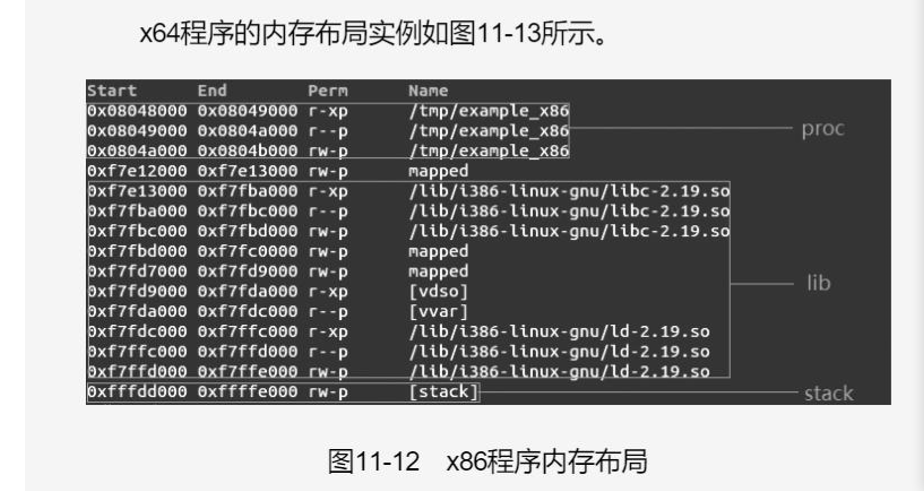 x64程序的内存布局实例如图11-13所示。
Start End Perm Name
0x08048000 0x08049000 r-xp /tmp/example_x86
0x08049000 0x0804a000 r--p /tmp/example_x86
0x0804a000 0x0804b000 rw-p /tmp/example_x86
proc
0xf7e12000 0xf7e13000 rw-p mapped
0xf7e13000 0xf7fba000 r-xp /lib/i386-linux-gnu/libc-2.19.so
0xf7fba000 0xf7fbc000 r--p /lib/i386-linux-gnu/libc-2.19.so
0xf7fbc000 0xf7fbd000 rw-p /lib/i386-linux-gnu/libc-2.19.so
0xf7fbd000 0xf7fc0000 rw-p mapped
0xf7fd7000 0xf7fd9000 rw-p mapped
0xf7fd9000 0xf7fda000 r-xp [vdso]
0xf7fda000 0xf7fdc000 r--p [vvar]
0xf7fdc000 0xf7ffc000 r-xp /lib/i386-linux-gnu/ld-2.19.so
0xf7ffc000 0xf7ffd000 r--p /lib/i386-linux-gnu/ld-2.19.so
0xf7ffd000 0xf7ffe000 rw-p /lib/i386-linux-gnu/ld-2.19.so
lib
0xfffdd000 0xffffe000 rw-p [stack]
stack
图11-12 x86程序内存布局